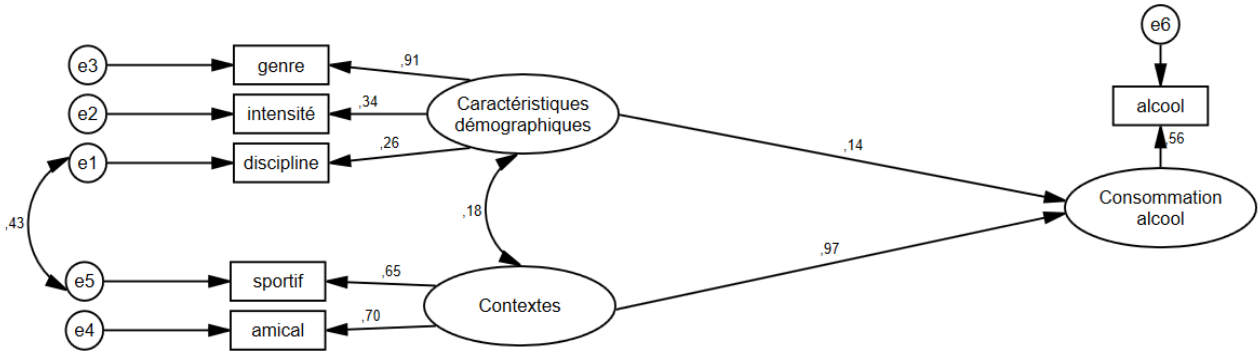 e6
e3
genre
,91
e2
intensité
,34
Caractéristiques
démographiques
alcool
e1
discipline
,26
,14
,56
,43
,18
Consommation
alcool
,97
e5
sportif
,65
Contextes
e4
amical
,70